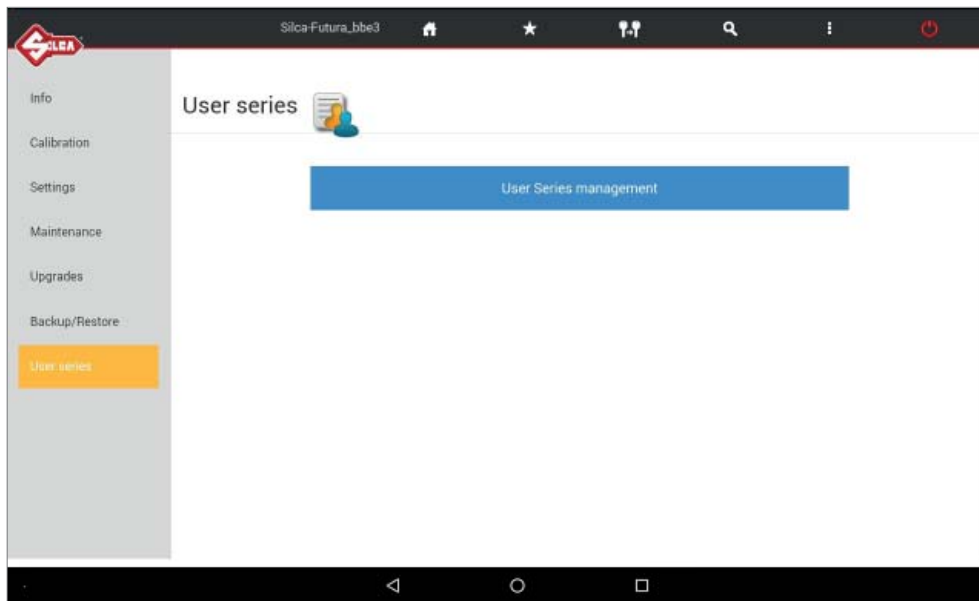 SILCA
Silca-Futura_bbe3
Info
Calibration
Settings
Maintenance
Upgrades
Backup/Restore
User series
User series
User Series management